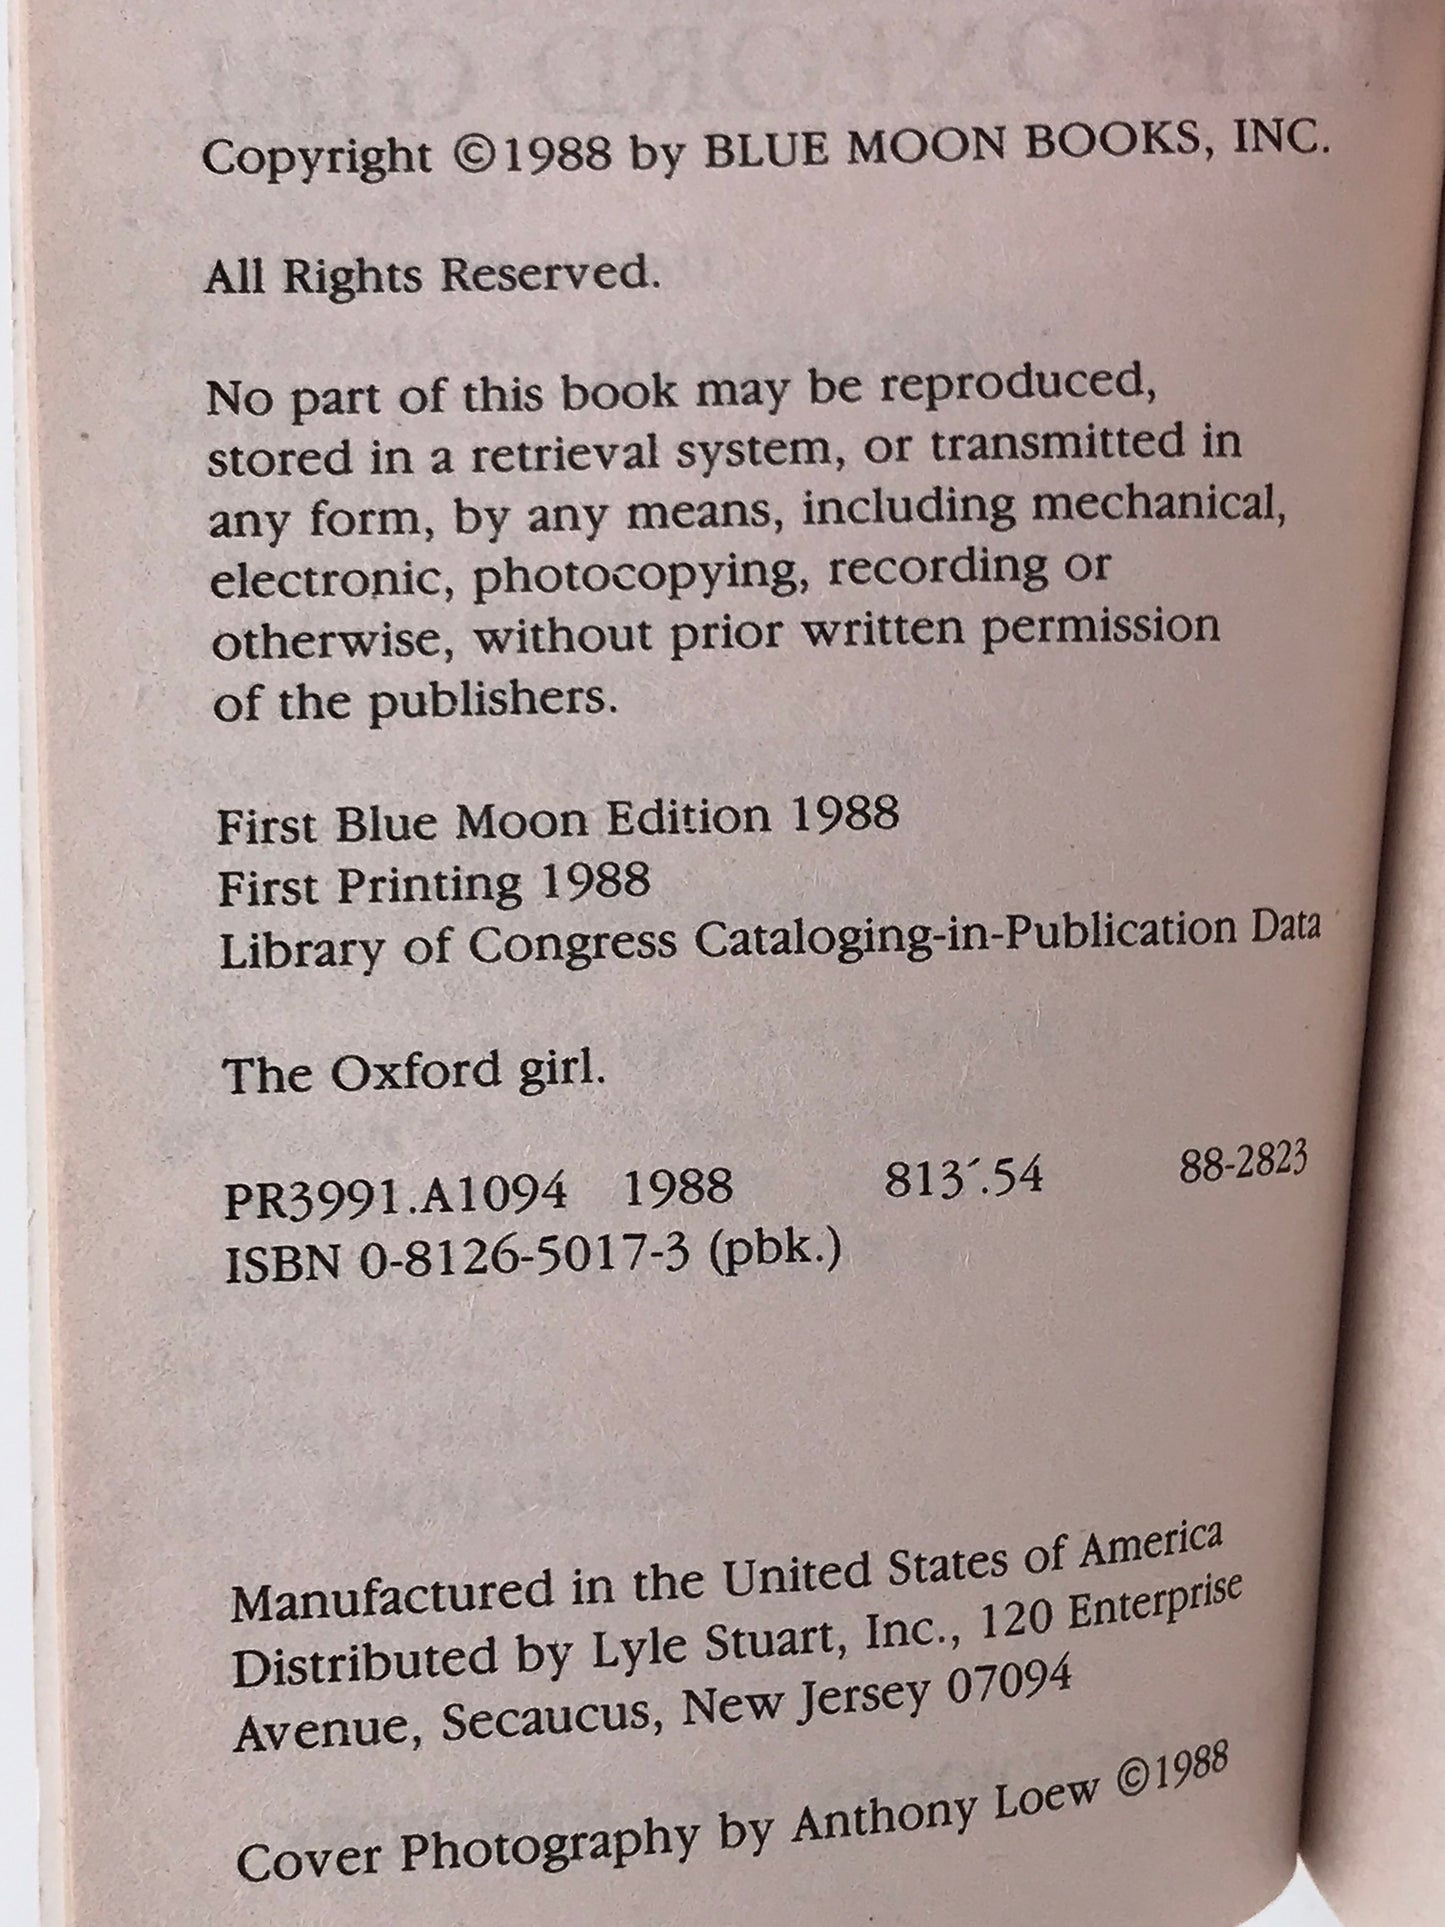 Copyright ©1988 by BLUE MOON BOOKS, INC.
All Rights Reserved.
No part of this book may be reproduced,
stored in a retrieval system, or transmitted in
any form, by any means, including mechanical,
electronic, photocopying, recording or
otherwise, without prior written permission
of the publishers.
First Blue Moon Edition 1988
First Printing 1988
Library of Congress Cataloging-in-Publication Data
The Oxford girl.
PR3991.A1094 1988 813´.54 88-2823
ISBN 0-8126-5017-3 (pbk.)
Manufactured in the United States of America
Distributed by Lyle Stuart, Inc., 120 Enterprise
Avenue, Secaucus, New Jersey 07094
Cover Photography by Anthony Loew ©1988